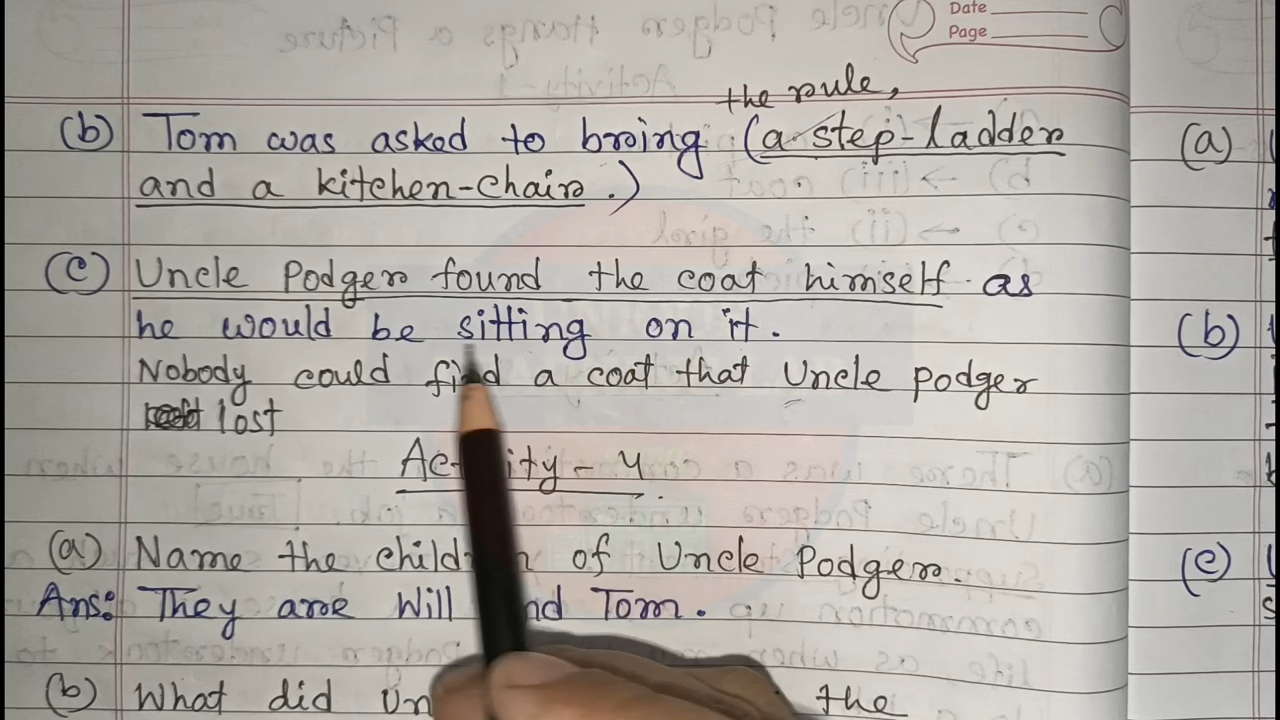 Date
Page
the rule,
(b) Tom was asked to bring (a step-ladder
and a kitchen-chair.)
(c) Uncle Podger found the coat himself as
he would be sitting on it.
Nobody could find a coat that Uncle podger
lost
Activity - 4
(a) Name the children of Uncle Podger.
Ans: They are Will and Tom.
(b) What did Un the
(a)
(b)
(c)